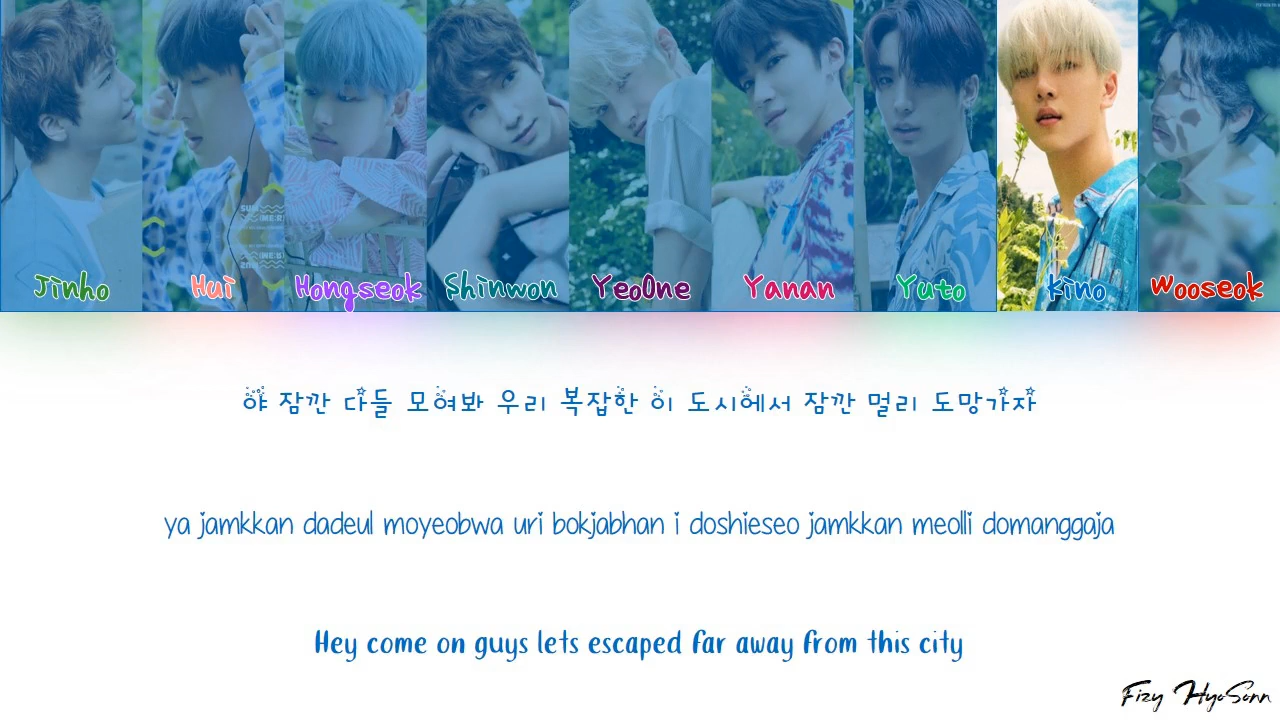 Jinho Hui Hongseok Shinwon YeoOne Yanan Yuto kino Wooseok
야 잠깐 다들 모여봐 우리 복잡한 이 도시에서 잠깐 멀리 도망가자
ya jamkkan dadeul moyeobwa uri bokjabhan i doshieseo jamkkan meolli domanggaja
Hey come on guys lets escaped far away from this city
Fizy HyoSonn